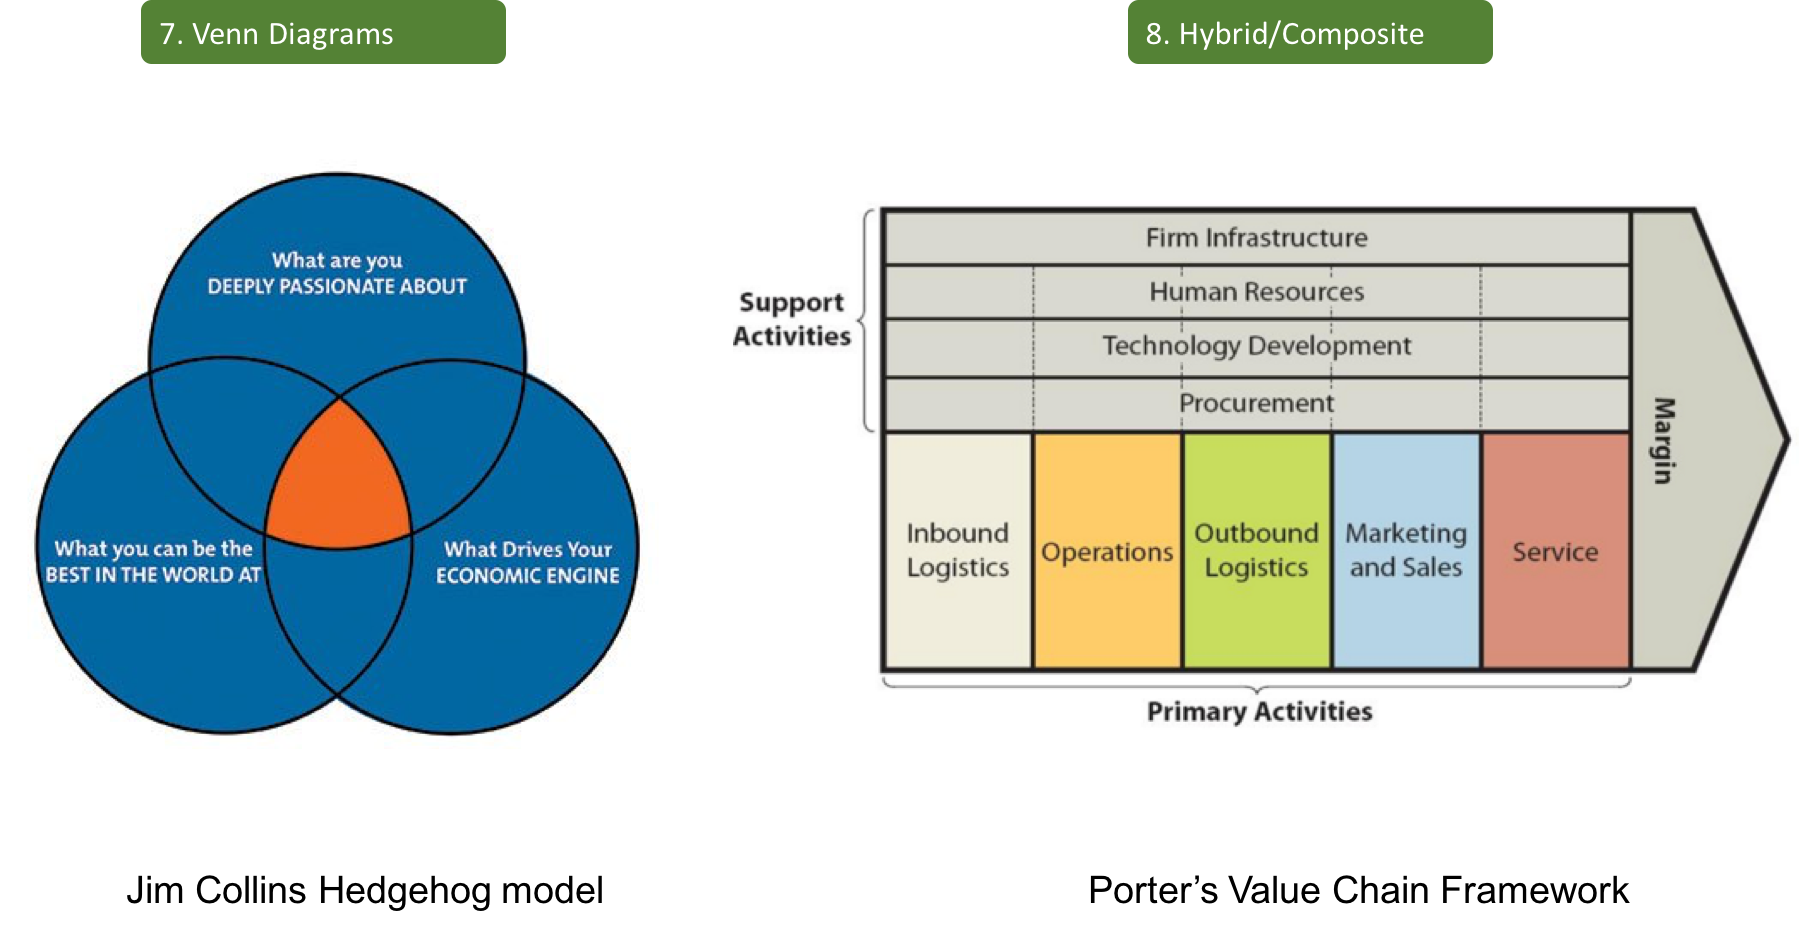 7. Venn Diagrams
What are you
DEEPLY PASSIONATE ABOUT
What you can be the
BEST IN THE WORLD AT
What Drives Your
ECONOMIC ENGINE
Jim Collins Hedgehog model
8. Hybrid/Composite
Support
Activities
Firm Infrastructure
Human Resources
Technology Development
Procurement
Inbound
Logistics
Operations
Outbound
Logistics
Marketing
and Sales
Service
Margin
Primary Activities
Porter’s Value Chain Framework